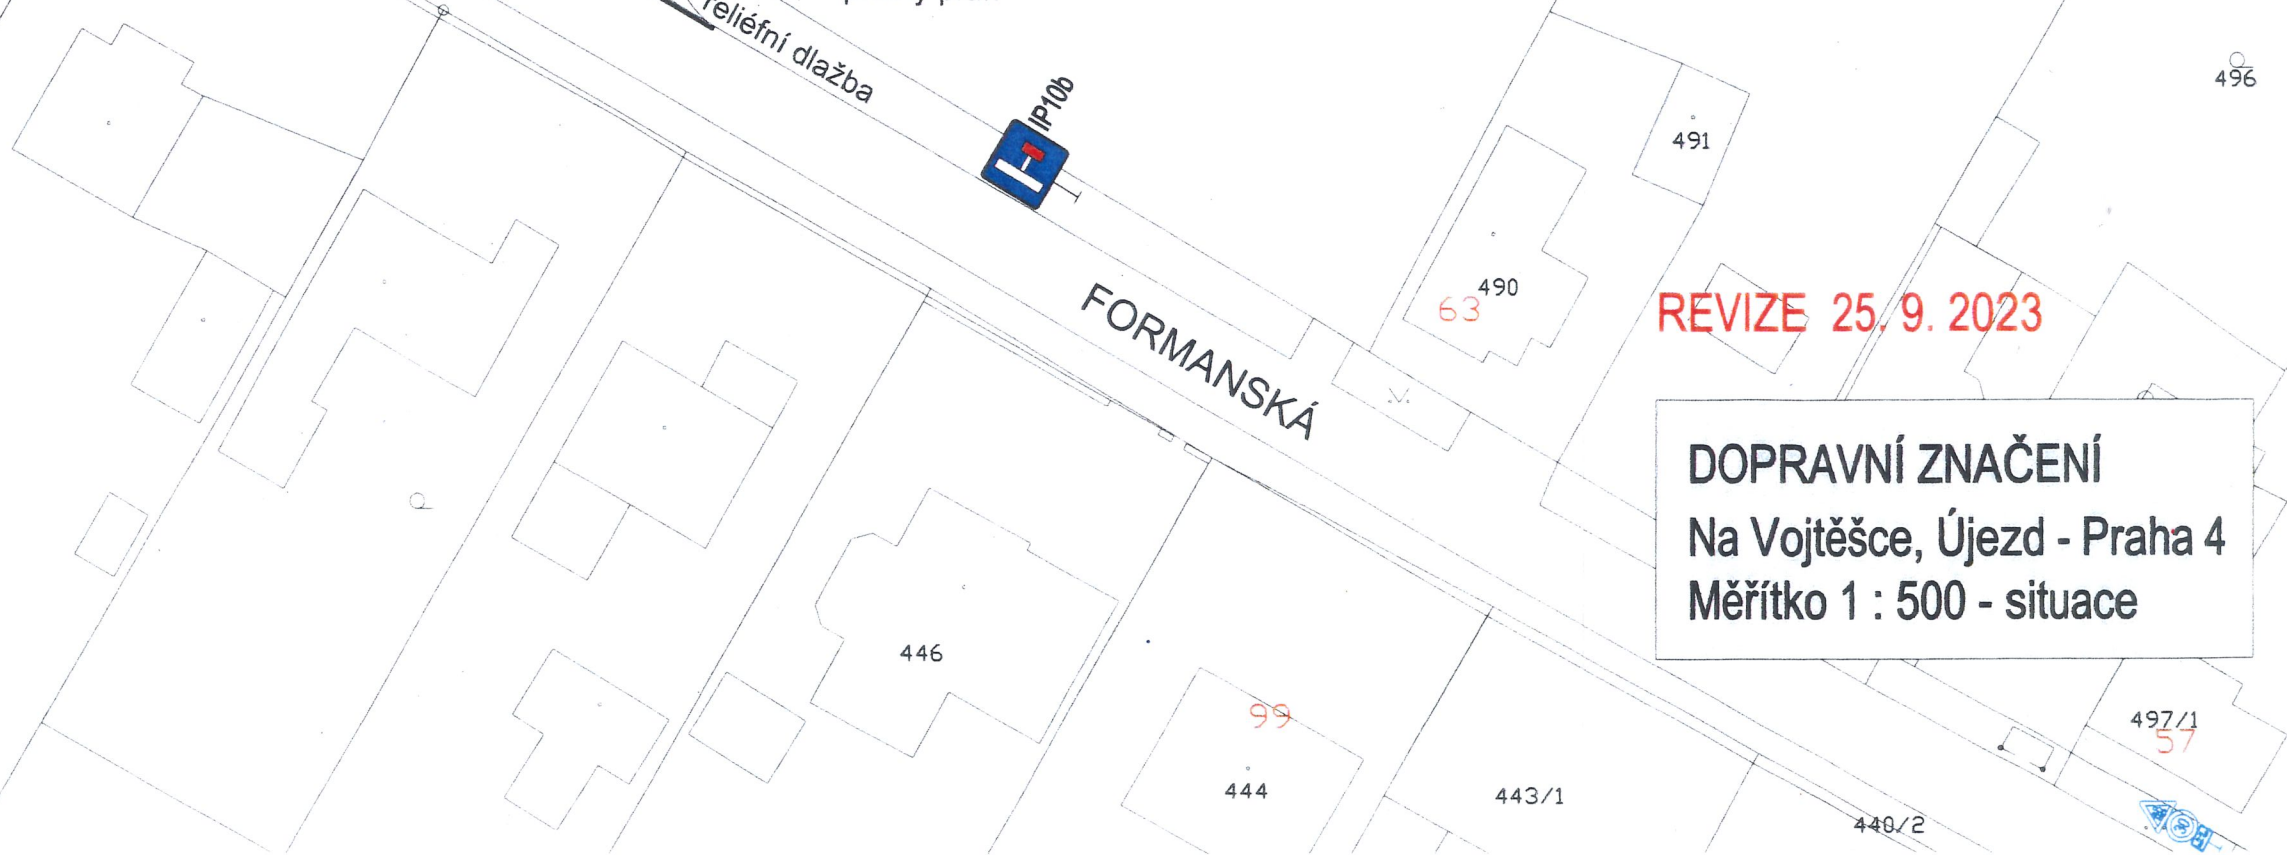 reliéfní dlažba
IP10b
496
491
490
63
REVIZE 25. 9. 2023
FORMANSKÁ
DOPRAVNÍ ZNAČENÍ
Na Vojtěšce, Újezd - Praha 4
Měřítko 1 : 500 - situace
446
99
444
443/1
440/2
497/1
57
30